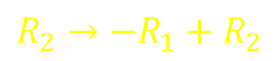 R₂ → −R₁ + R₂